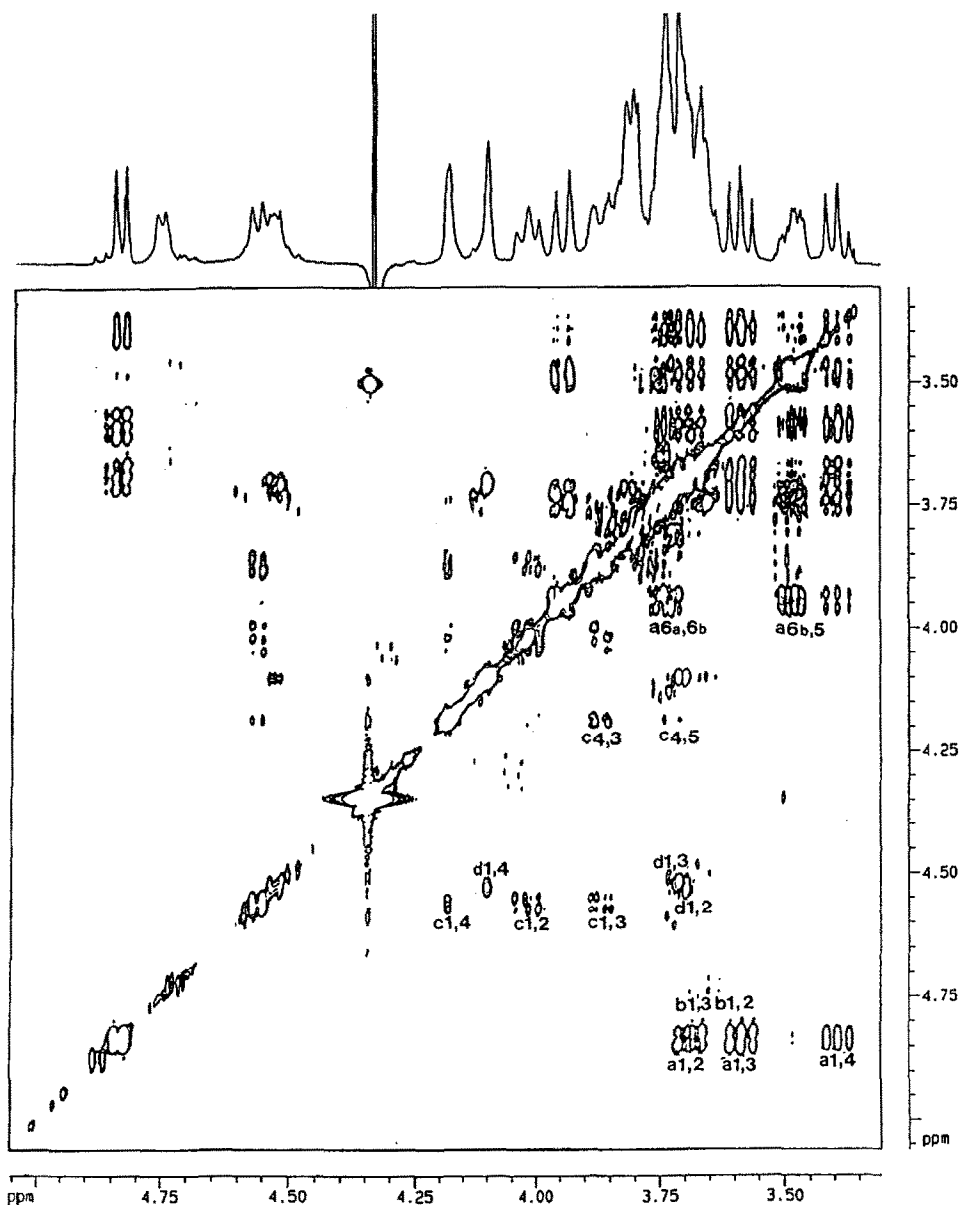 3.50
3.75
a6a,6b a6b,5
4.00
c4,3 c4,5
4.25
d1,4 d1,3
4.50
c1,4 c1,2 c1,3 d1,2
4.75
b1,3 b1,2
a1,2 a1,3 a1,4
ppm
ppm 4.75 4.50 4.25 4.00 3.75 3.50